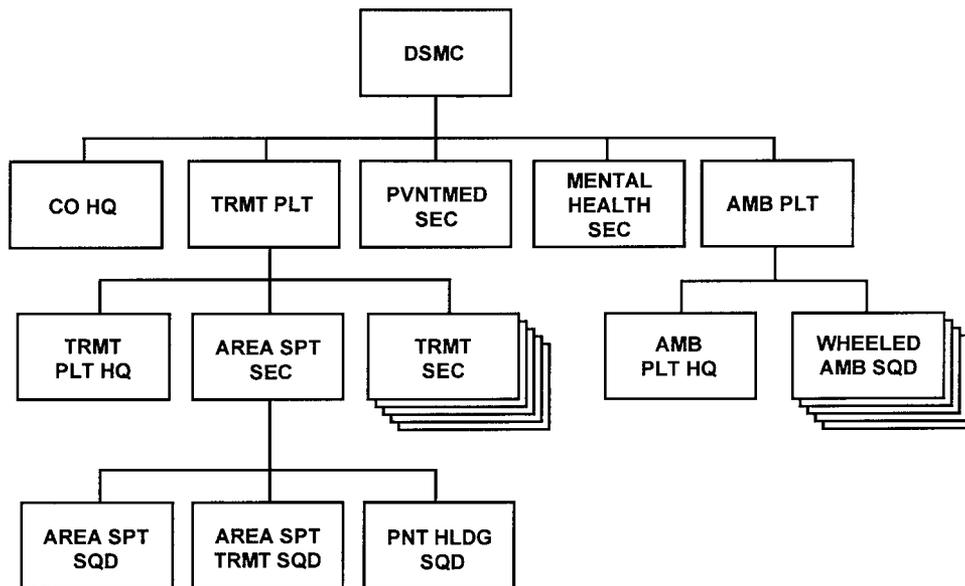 DSMC
CO HQ
TRMT PLT
PVNTMED
SEC
MENTAL
HEALTH
SEC
AMB PLT
TRMT
PLT HQ
AREA SPT
SEC
TRMT
SEC
AMB
PLT HQ
WHEELED
AMB SQD
AREA SPT
SQD
AREA SPT
TRMT SQD
PNT HLDG
SQD